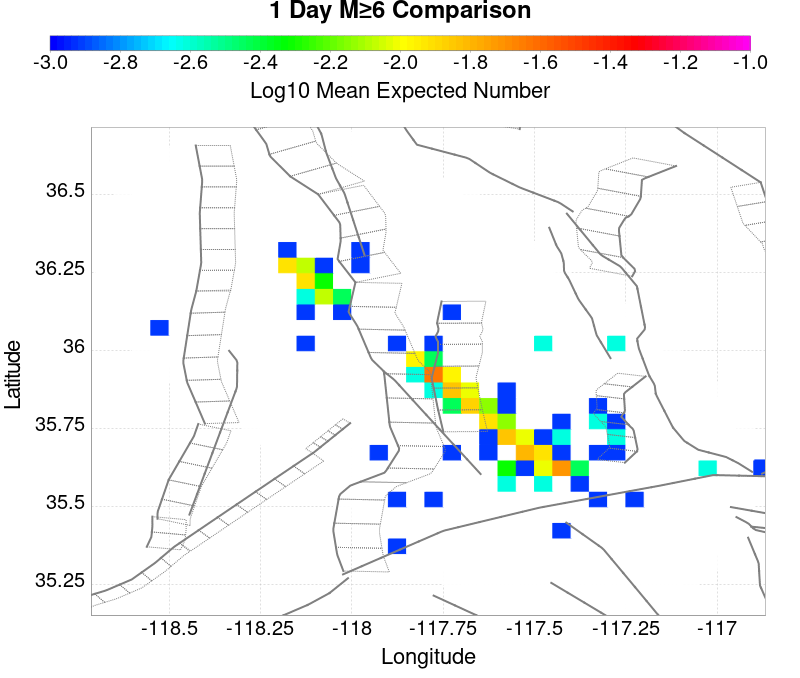 1 Day M≥6 Comparison
-3.0 -2.8 -2.6 -2.4 -2.2 -2.0 -1.8 -1.6 -1.4 -1.2 -1.0
Log10 Mean Expected Number
36.5
36.25
36
35.75
35.5
35.25
Latitude
-118.5 -118.25 -118 -117.75 -117.5 -117.25 -117
Longitude